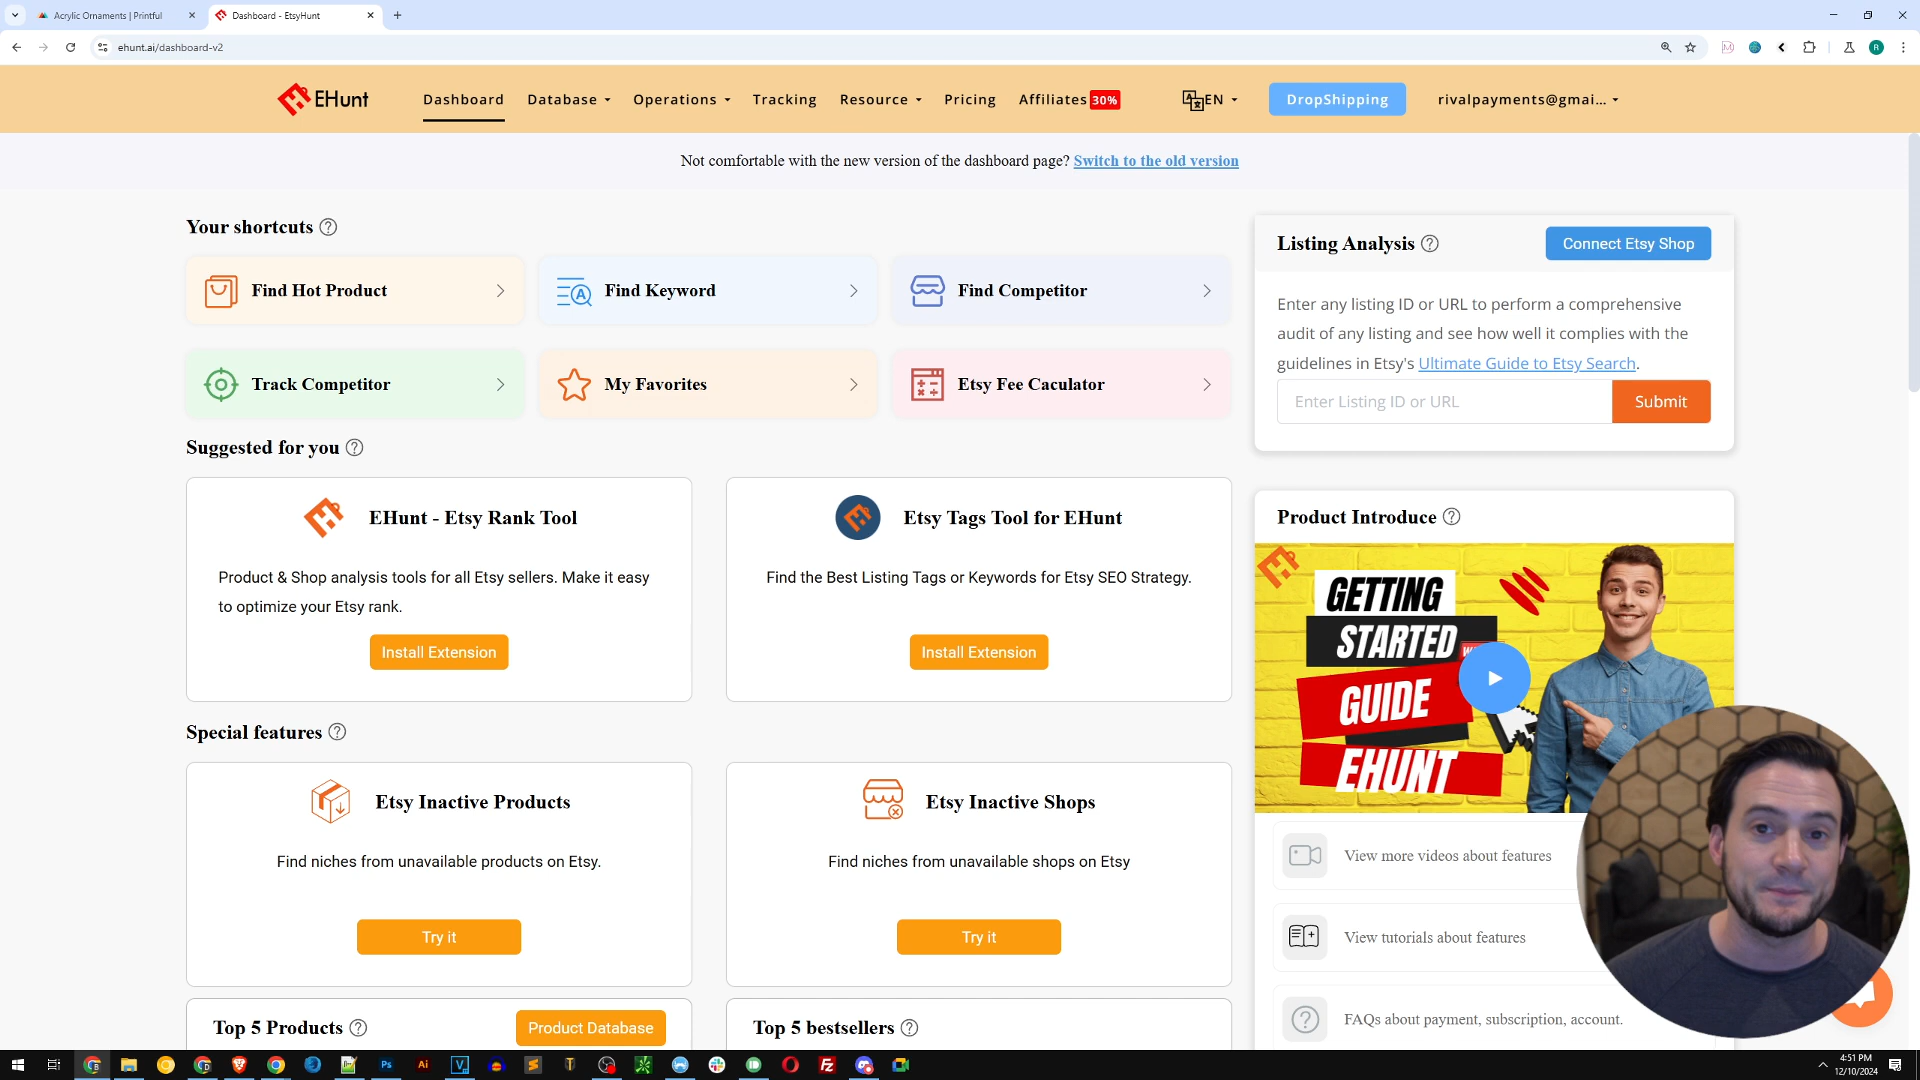 Acrylic Ornaments | Printful
Dashboard - EtsyHunt
ehunt.ai/dashboard-v2
EHunt
Dashboard
Database
Operations
Tracking
Resource
Pricing
Affiliates 30%
EN
DropShipping
rivalpayments@gmai...
Not comfortable with the new version of the dashboard page? Switch to the old version
Your shortcuts
Find Hot Product
Find Keyword
Find Competitor
Track Competitor
My Favorites
Etsy Fee Caculator
Listing Analysis
Connect Etsy Shop
Enter any listing ID or URL to perform a comprehensive
audit of any listing and see how well it complies with the
guidelines in Etsy's Ultimate Guide to Etsy Search.
Enter Listing ID or URL
Submit
Suggested for you
EHunt - Etsy Rank Tool
Product & Shop analysis tools for all Etsy sellers. Make it easy
to optimize your Etsy rank.
Install Extension
Etsy Tags Tool for EHunt
Find the Best Listing Tags or Keywords for Etsy SEO Strategy.
Install Extension
Product Introduce
GETTING
STARTED
GUIDE
EHUNT
View more videos about features
View tutorials about features
FAQs about payment, subscription, account.
Special features
Etsy Inactive Products
Find niches from unavailable products on Etsy.
Try it
Etsy Inactive Shops
Find niches from unavailable shops on Etsy
Try it
Top 5 Products
Product Database
Top 5 bestsellers
4:51 PM
12/10/2024